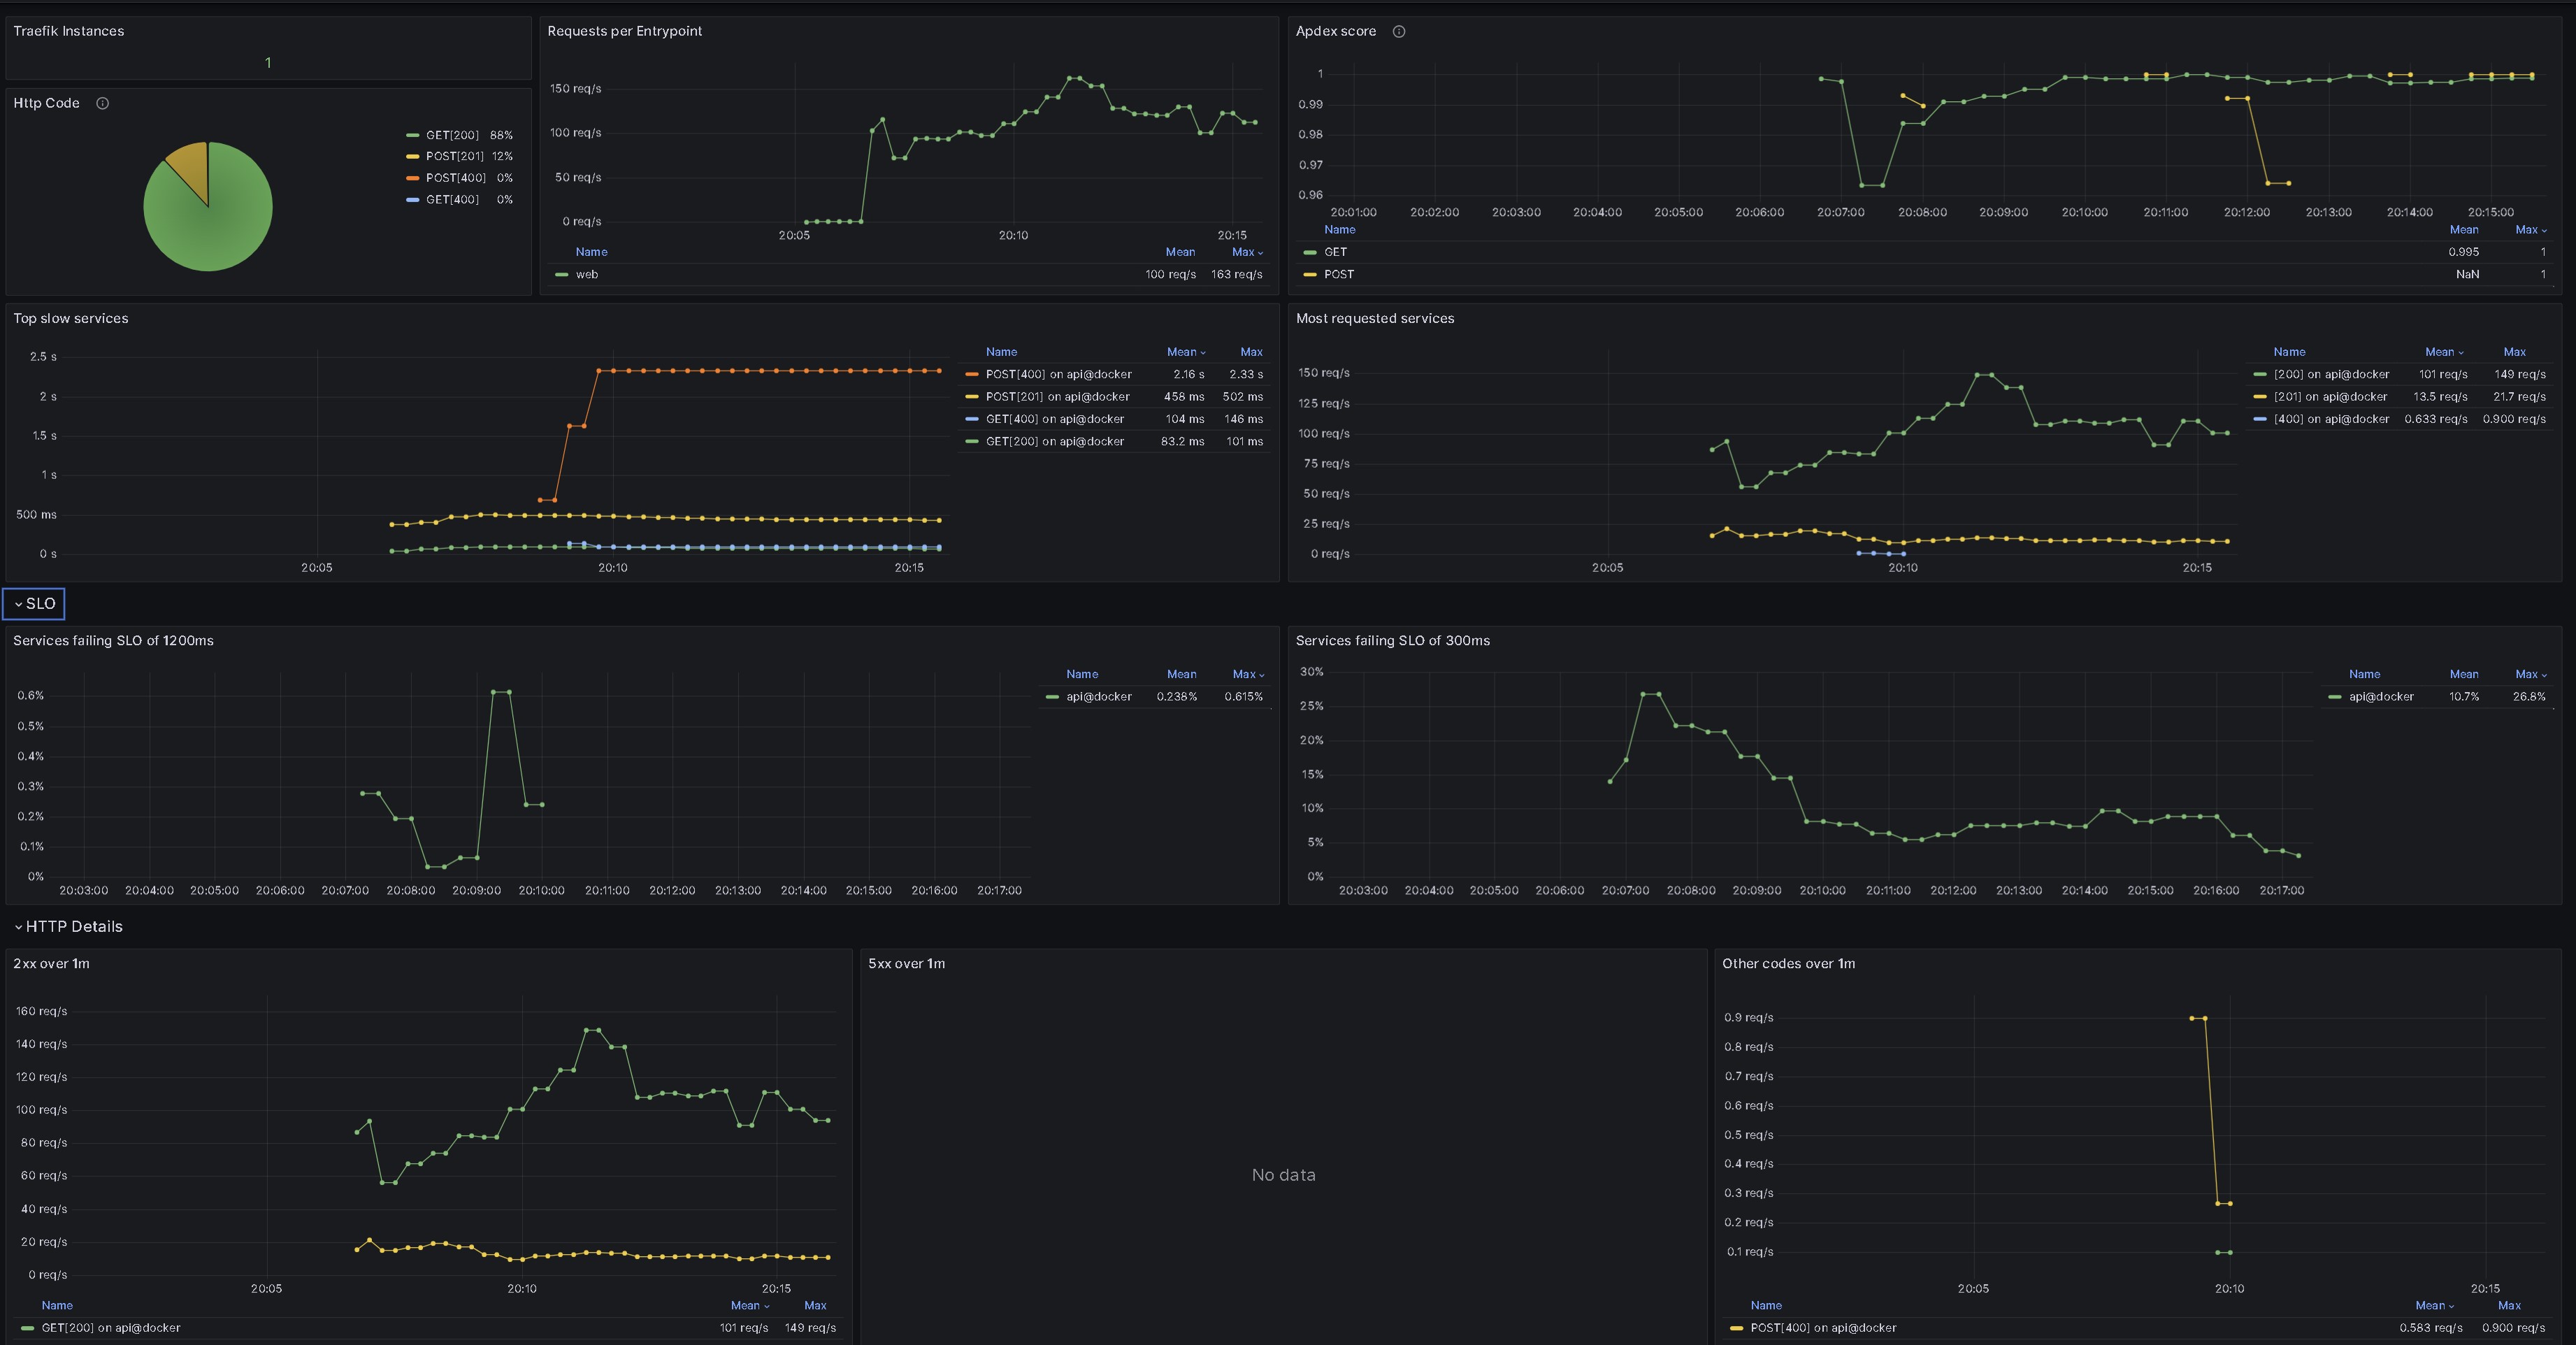 Traefik Instances
1
Http Code
GET[200] 88%
POST[201] 12%
POST[400] 0%
GET[400] 0%
Requests per Entrypoint
150 req/s
100 req/s
50 req/s
0 req/s
20:05 20:10 20:15
Name Mean Max
web 100 req/s 163 req/s
Apdex score
1
0.99
0.98
0.97
0.96
20:01:00 20:02:00 20:03:00 20:04:00 20:05:00 20:06:00 20:07:00 20:08:00 20:09:00 20:10:00 20:11:00 20:12:00 20:13:00 20:14:00 20:15:00
Name Mean Max
GET 0.995 1
POST NaN 1
Top slow services
2.5 s
2 s
1.5 s
1 s
500 ms
0 s
20:05 20:10 20:15
Name Mean Max
POST[400] on api@docker 2.16 s 2.33 s
POST[201] on api@docker 458 ms 502 ms
GET[400] on api@docker 104 ms 146 ms
GET[200] on api@docker 83.2 ms 101 ms
Most requested services
150 req/s
125 req/s
100 req/s
75 req/s
50 req/s
25 req/s
0 req/s
20:05 20:10 20:15
Name Mean Max
[200] on api@docker 101 req/s 149 req/s
[201] on api@docker 13.5 req/s 21.7 req/s
[400] on api@docker 0.633 req/s 0.900 req/s
SLO
Services failing SLO of 1200ms
0.6%
0.5%
0.4%
0.3%
0.2%
0.1%
0%
20:03:00 20:04:00 20:05:00 20:06:00 20:07:00 20:08:00 20:09:00 20:10:00 20:11:00 20:12:00 20:13:00 20:14:00 20:15:00 20:16:00 20:17:00
Name Mean Max
api@docker 0.238% 0.615%
Services failing SLO of 300ms
30%
25%
20%
15%
10%
5%
0%
20:03:00 20:04:00 20:05:00 20:06:00 20:07:00 20:08:00 20:09:00 20:10:00 20:11:00 20:12:00 20:13:00 20:14:00 20:15:00 20:16:00 20:17:00
Name Mean Max
api@docker 10.7% 26.8%
HTTP Details
2xx over 1m
160 req/s
140 req/s
120 req/s
100 req/s
80 req/s
60 req/s
40 req/s
20 req/s
0 req/s
20:05 20:10 20:15
Name Mean Max
GET[200] on api@docker 101 req/s 149 req/s
5xx over 1m
No data
Other codes over 1m
0.9 req/s
0.8 req/s
0.7 req/s
0.6 req/s
0.5 req/s
0.4 req/s
0.3 req/s
0.2 req/s
0.1 req/s
20:05 20:10 20:15
Name Mean Max
POST[400] on api@docker 0.583 req/s 0.900 req/s